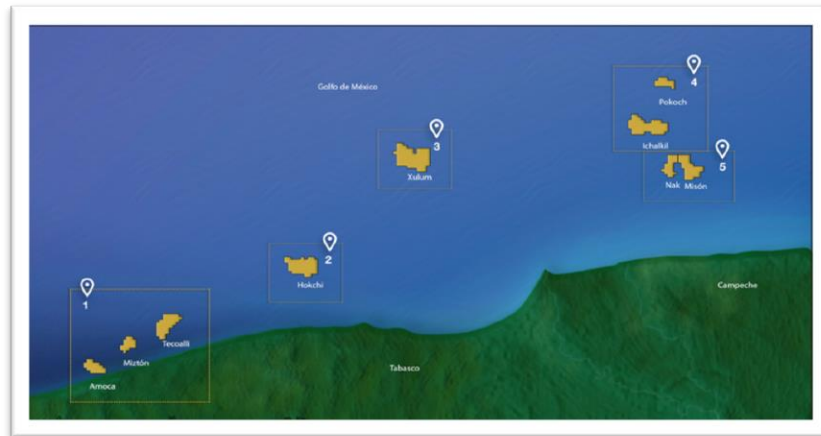 Golfo de México
4
Pokoch
Ichalkil
3
Xulum
5
Nak Misón
2
Hokchi
1
Tecoalli
Miztón
Amoca
Campeche
Tabasco